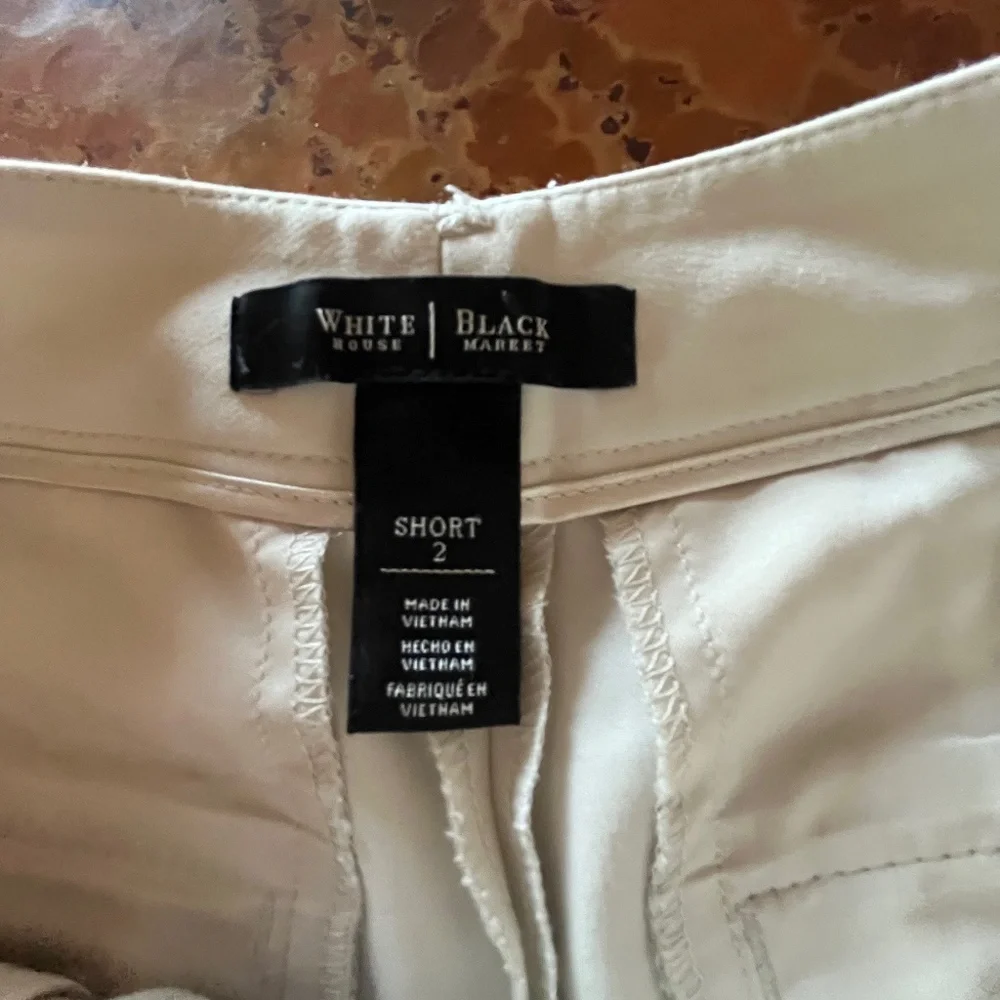 WHITE | BLACK
HOUSE MARKET
SHORT
2
MADE IN
VIETNAM
HECHO EN
VIETNAM
FABRIQUÉ EN
VIETNAM